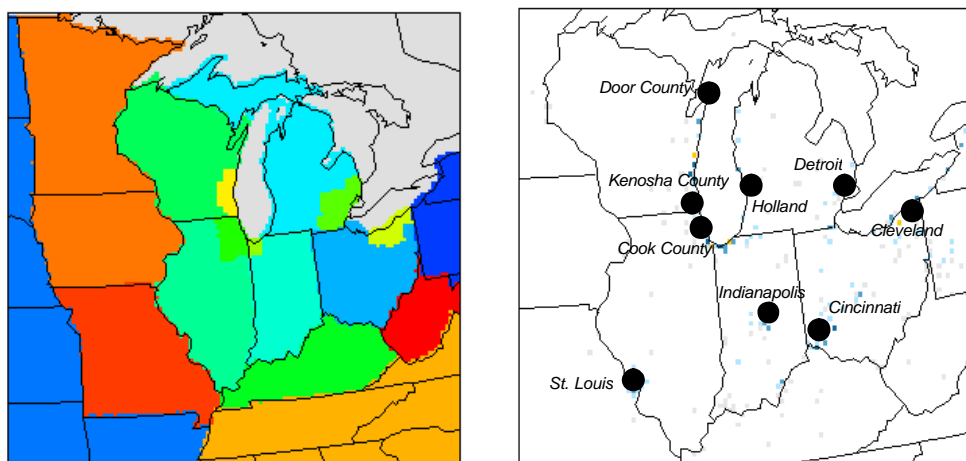 Door County
Detroit
Kenosha County
Holland
Cleveland
Cook County
Indianapolis
Cincinnati
St. Louis